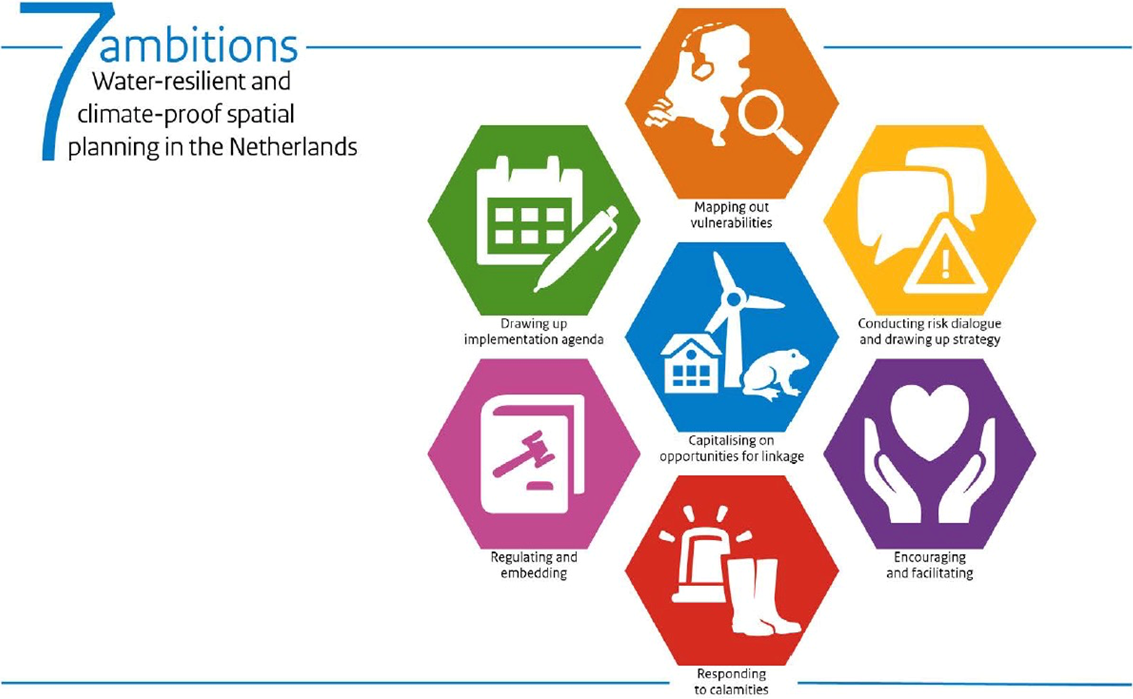 7 ambitions
Water-resilient and
climate-proof spatial
planning in the Netherlands
Mapping out
vulnerabilities
Drawing up
implementation agenda
Conducting risk dialogue
and drawing up strategy
Capitalising on
opportunities for linkage
Regulating and
embedding
Encouraging
and facilitating
Responding
to calamities